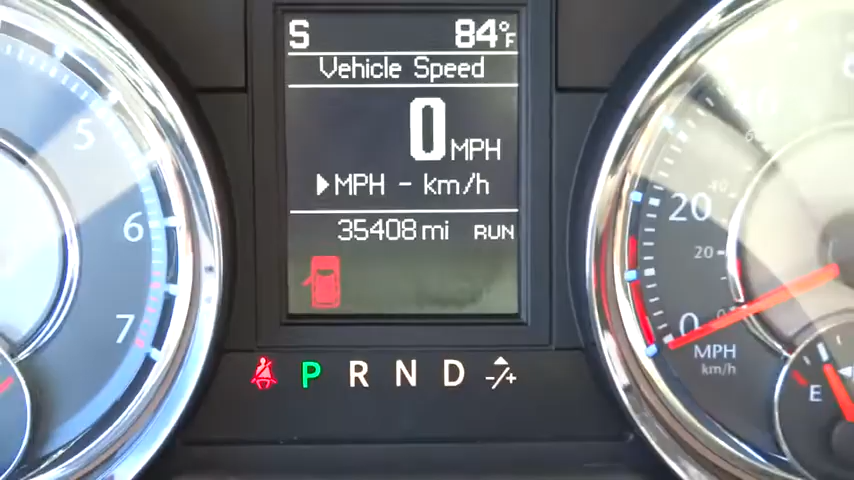 S 84°F
Vehicle Speed
0 MPH
▶MPH - km/h
35408 mi RUN
P R N D -/+
5
6
7
20
20
0
MPH
km/h
E